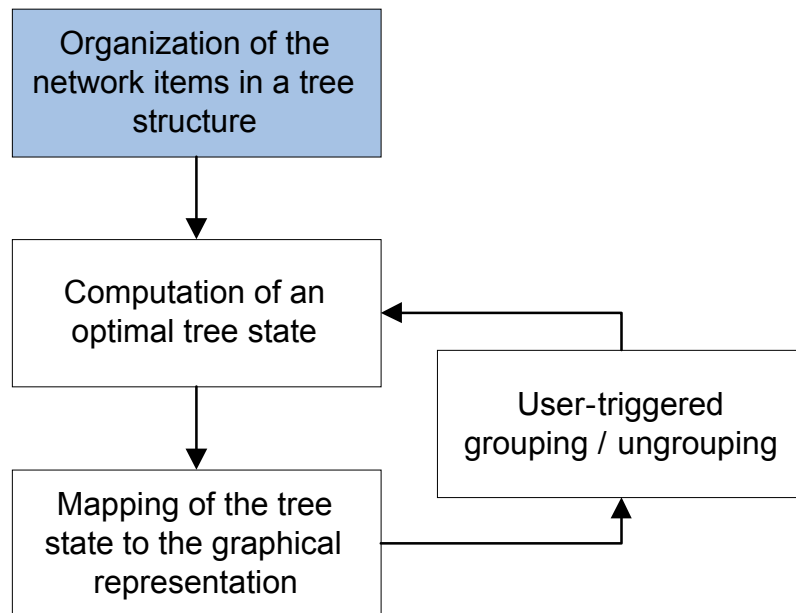 Organization of the
network items in a tree
structure
Computation of an
optimal tree state
User-triggered
grouping / ungrouping
Mapping of the tree
state to the graphical
representation